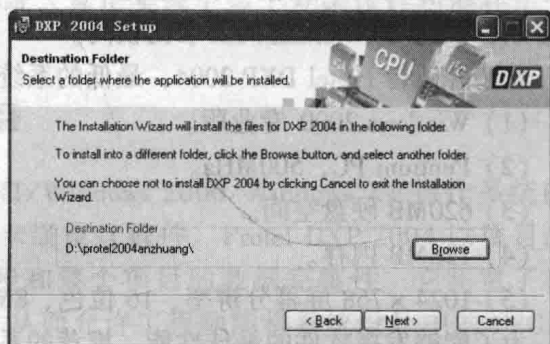 DXP 2004 Setup
Destination Folder
Select a folder where the application will be installed.
CPU
I²C
DXP
The Installation Wizard will install the files for DXP 2004 in the following folder.
To install into a different folder, click the Browse button, and select another folder
You can choose not to install DXP 2004 by clicking Cancel to exit the Installation
Wizard.
Destination Folder
D:\protel2004anzhuang\
Browse
< Back
Next >
Cancel